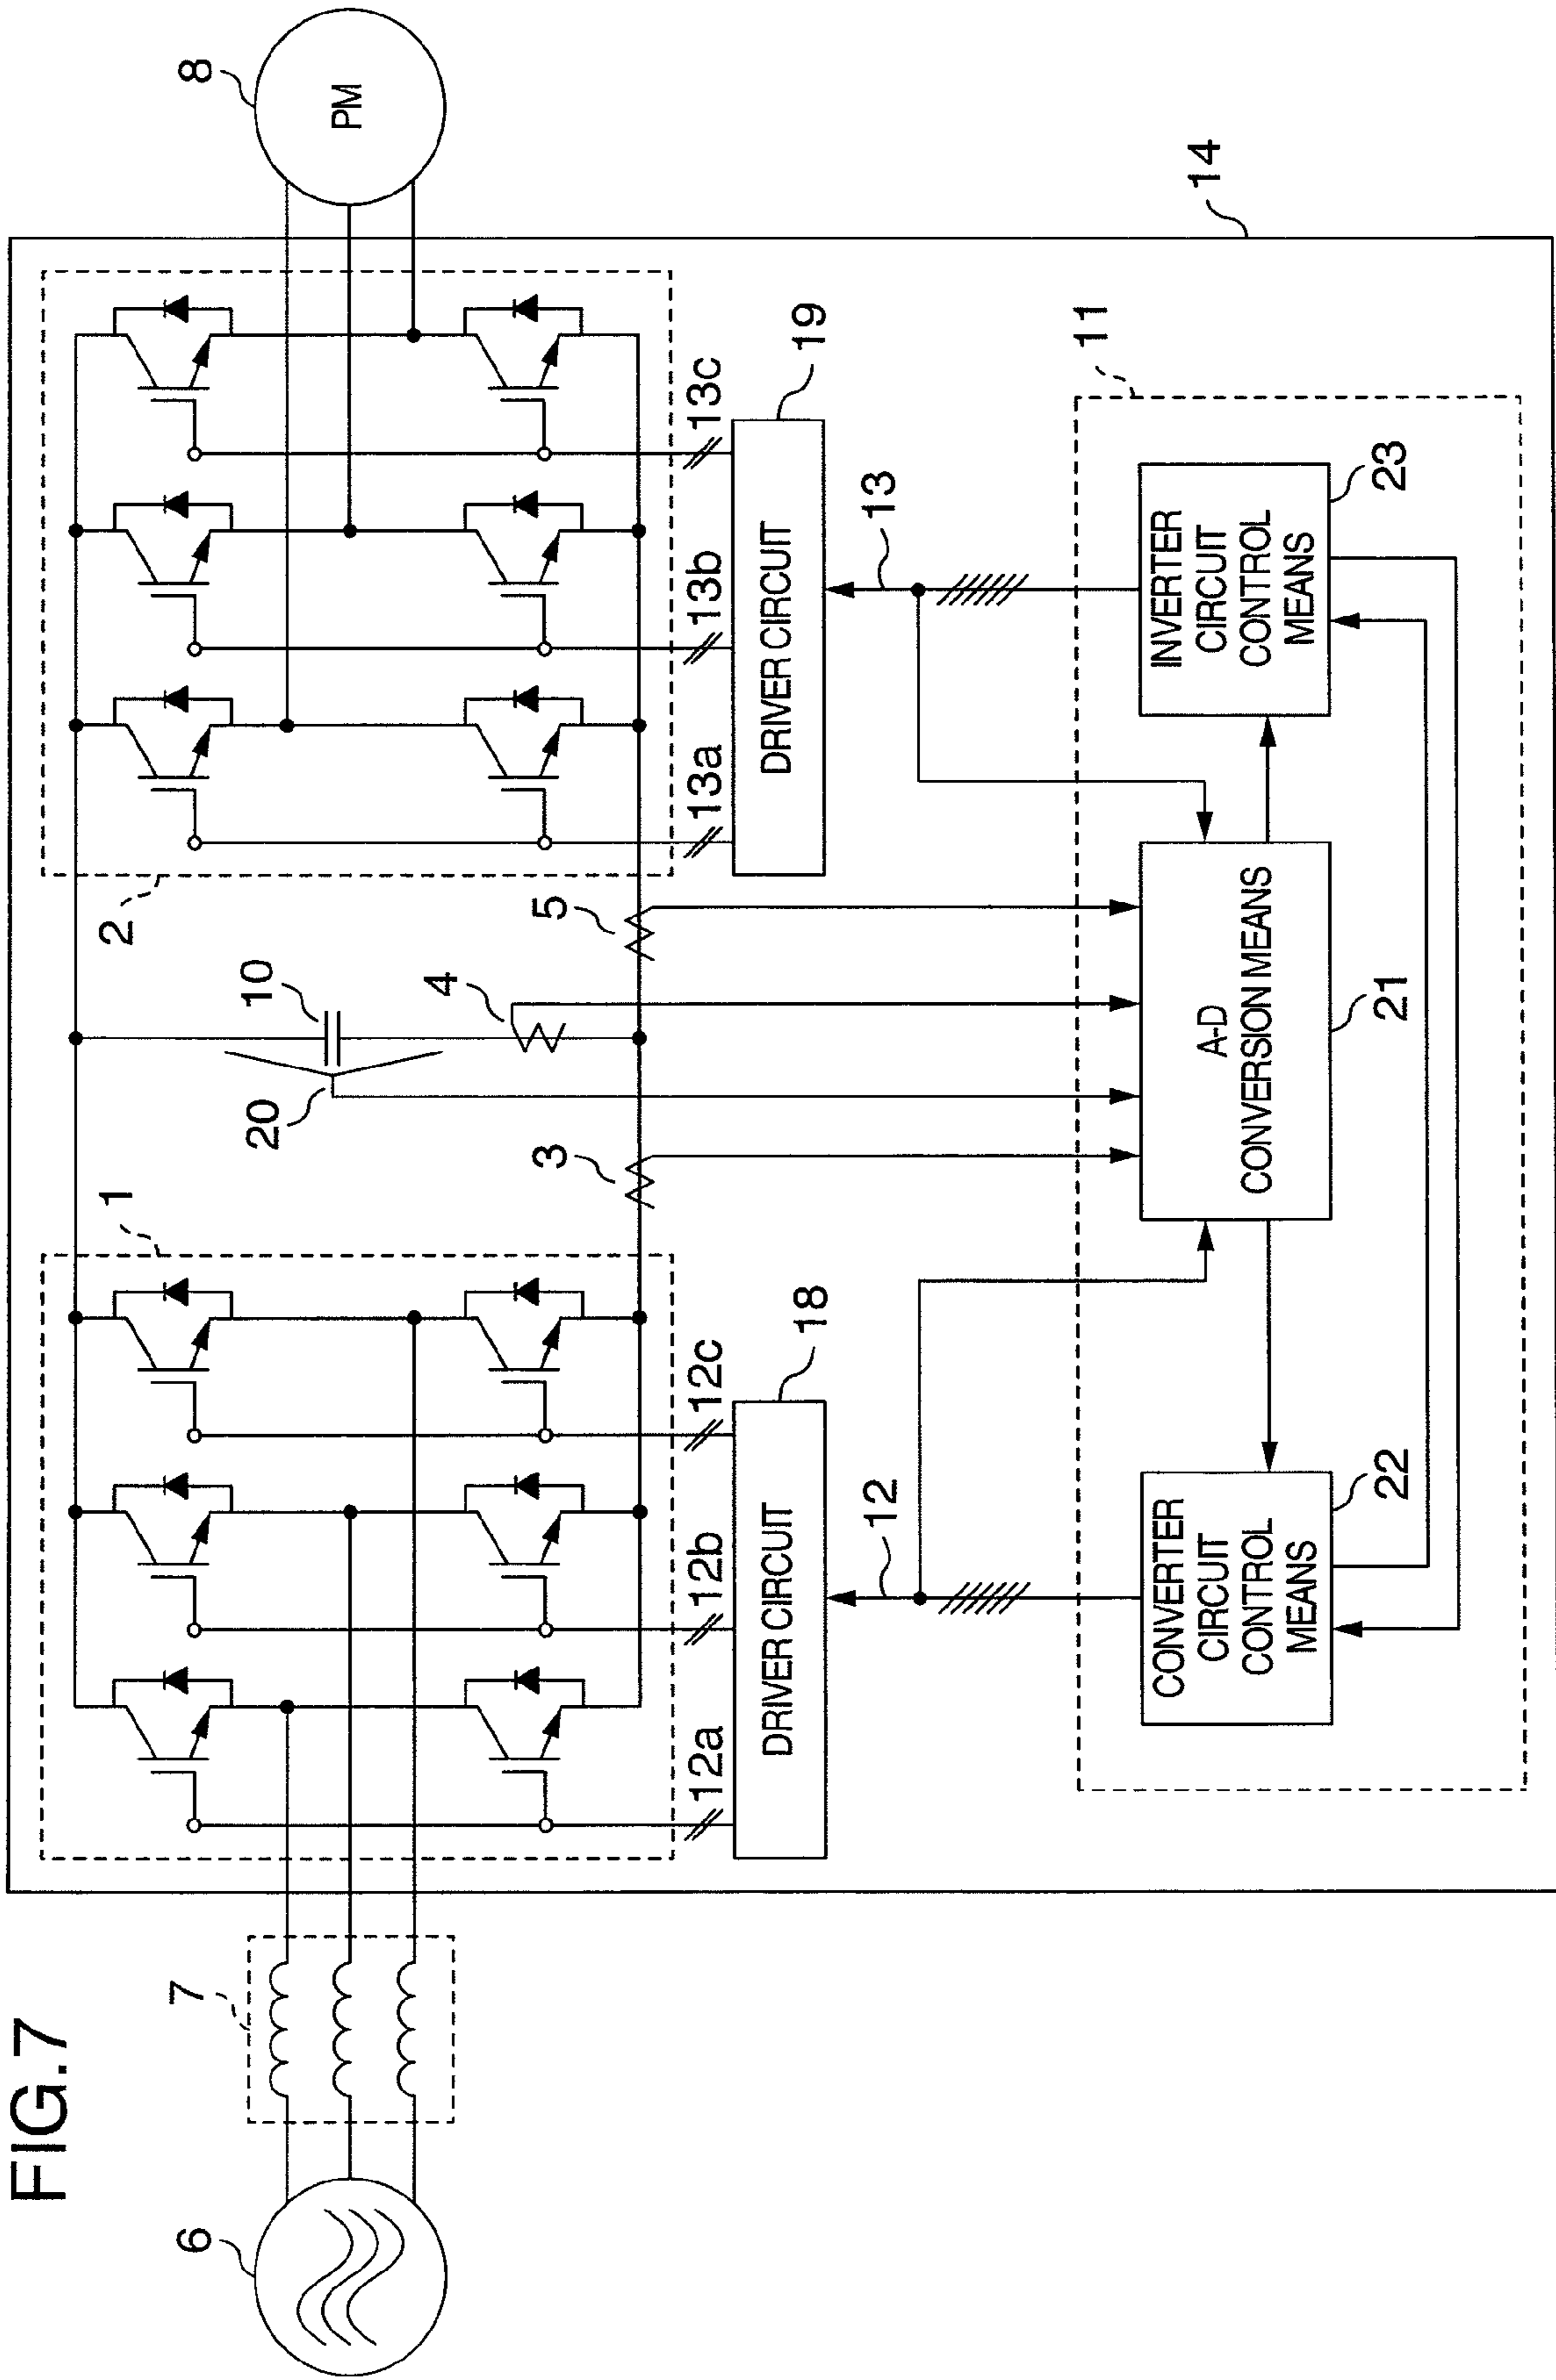 FIG.7
6
7
1
2
8
PM
10
20
3
4
5
12a
12b
12c
13a
13b
13c
DRIVER CIRCUIT
18
DRIVER CIRCUIT
19
14
12
13
11
CONVERTER
CIRCUIT
CONTROL
MEANS
22
A-D
CONVERSION MEANS
21
INVERTER
CIRCUIT
CONTROL
MEANS
23